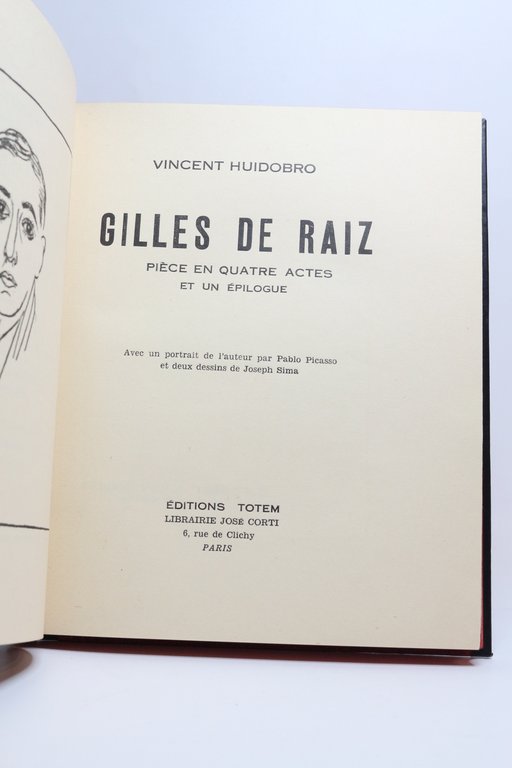 VINCENT HUIDOBRO
GILLES DE RAIZ
PIÈCE EN QUATRE ACTES
ET UN ÉPILOGUE
Avec un portrait de l'auteur par Pablo Picasso
et deux dessins de Joseph Sima
ÉDITIONS TOTEM
LIBRAIRIE JOSÉ CORTI
6, rue de Clichy
PARIS